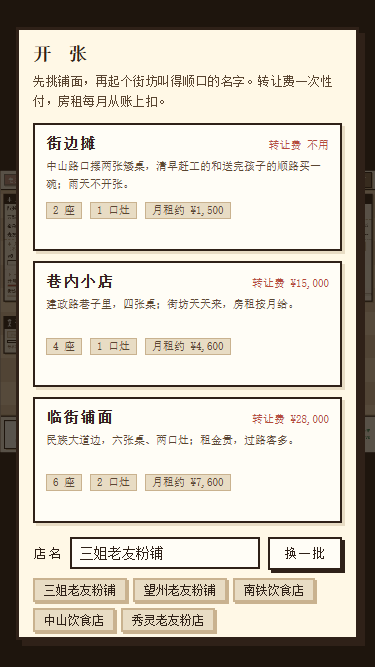 开 张
先挑铺面，再起个街坊叫得顺口的名字。转让费一次性
付，房租每月从账上扣。
街边摊
转让费 不用
中山路口摆两张矮桌，清早赶工的和送完孩子的顺路买一
碗；雨天不开张。
2 座
1 口灶
月租约 ¥1,500
巷内小店
转让费 ¥15,000
建政路巷子里，四张桌；街坊天天来，房租按月给。
4 座
1 口灶
月租约 ¥4,600
临街铺面
转让费 ¥28,000
民族大道边，六张桌、两口灶；租金贵，过路客多。
6 座
2 口灶
月租约 ¥7,600
店名
三姐老友粉铺
换一批
三姐老友粉铺
望州老友粉铺
南铁饮食店
中山饮食店
秀灵老友粉店